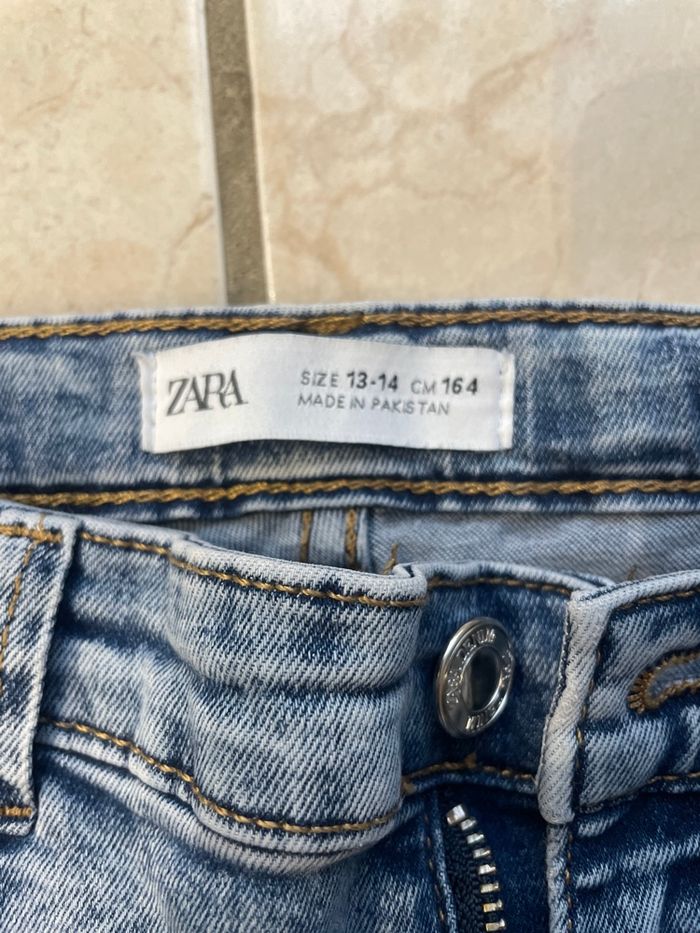 ZARA
SIZE 13-14 CM 164
MADE IN PAKISTAN